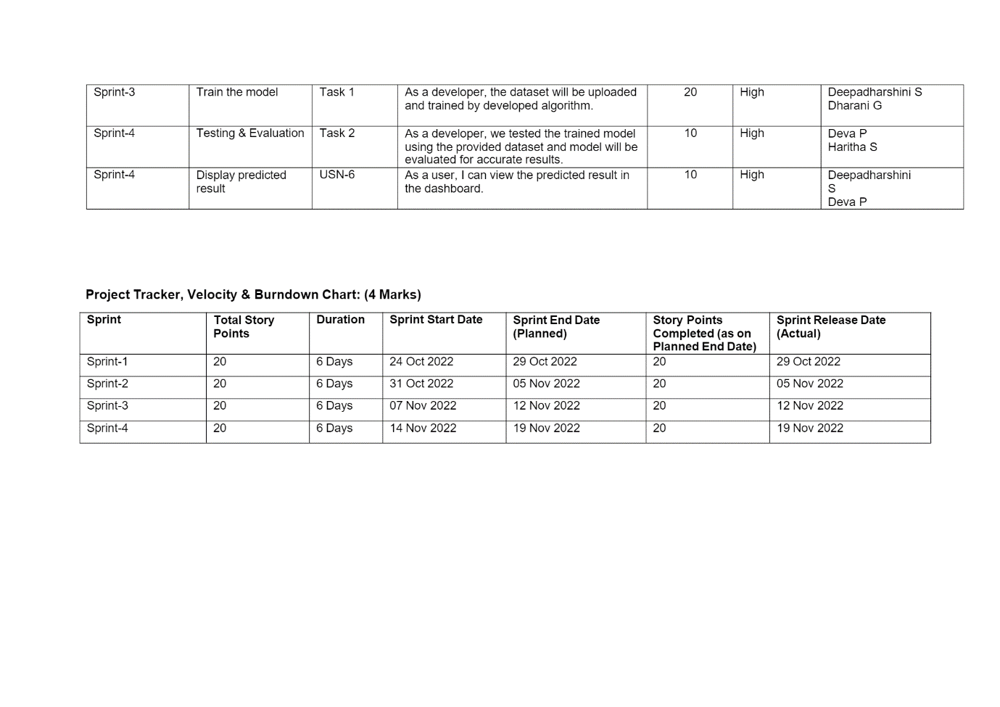 Sprint-3 Train the model Task 1 As a developer, the dataset will be uploaded 20 High Deepadharshini S
and trained by developed algorithm. Dharani G
Sprint-4 Testing & Evaluation Task 2 As a developer, we tested the trained model 10 High Deva P
using the provided dataset and model will be Haritha S
evaluated for accurate results.
Sprint-4 Display predicted USN-6 As a user, I can view the predicted result in 10 High Deepadharshini
result the dashboard. S
Deva P
Project Tracker, Velocity & Burndown Chart: (4 Marks)
Sprint Total Story Duration Sprint Start Date Sprint End Date Story Points Sprint Release Date
Points (Planned) Completed (as on (Actual)
Planned End Date)
Sprint-1 20 6 Days 24 Oct 2022 29 Oct 2022 20 29 Oct 2022
Sprint-2 20 6 Days 31 Oct 2022 05 Nov 2022 20 05 Nov 2022
Sprint-3 20 6 Days 07 Nov 2022 12 Nov 2022 20 12 Nov 2022
Sprint-4 20 6 Days 14 Nov 2022 19 Nov 2022 20 19 Nov 2022